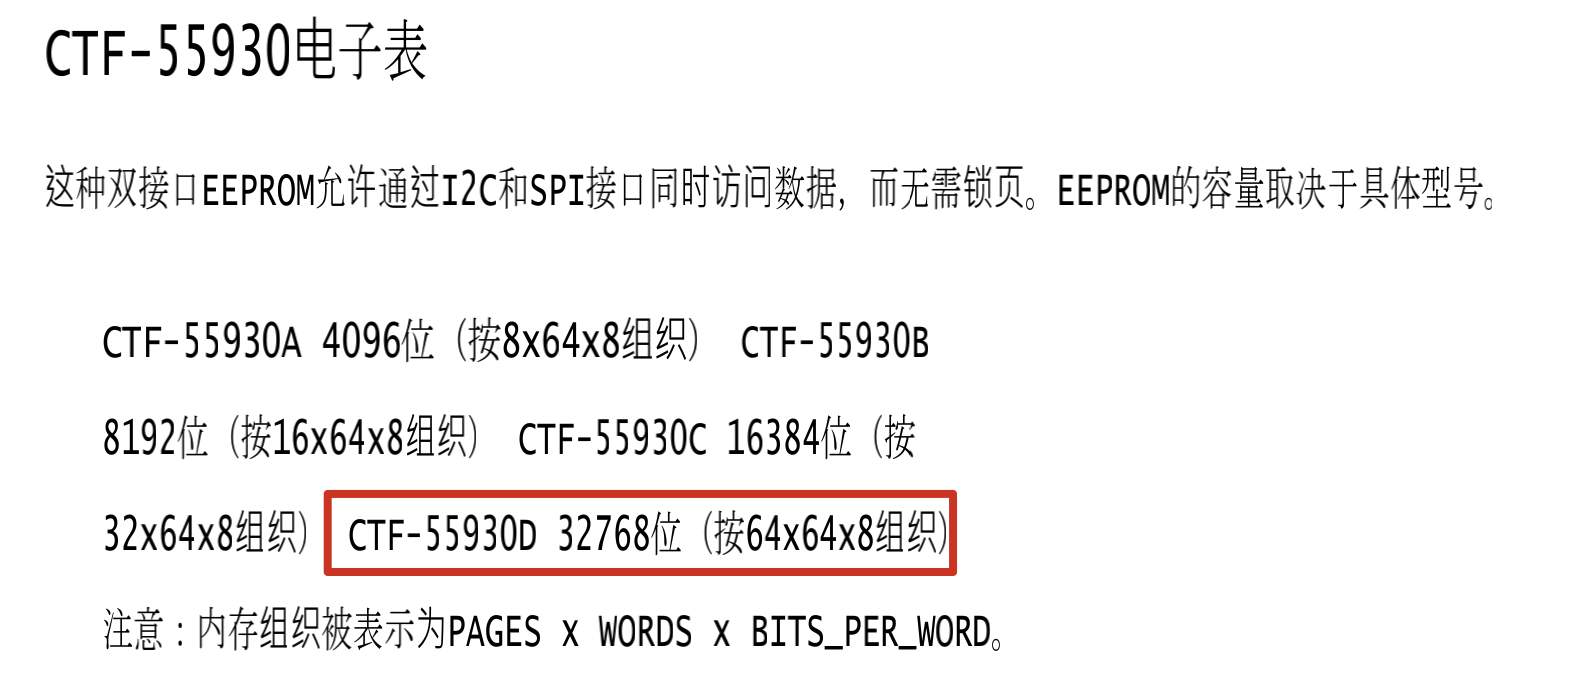 CTF-55930电子表
这种双接口EEPROM允许通过I2C和SPI接口同时访问数据，而无需锁页。EEPROM的容量取决于具体型号。
CTF-55930A 4096位（按8x64x8组织） CTF-55930B
8192位（按16x64x8组织） CTF-55930C 16384位（按
32x64x8组织） CTF-55930D 32768位（按64x64x8组织）
注意：内存组织被表示为PAGES x WORDS x BITS_PER_WORD。